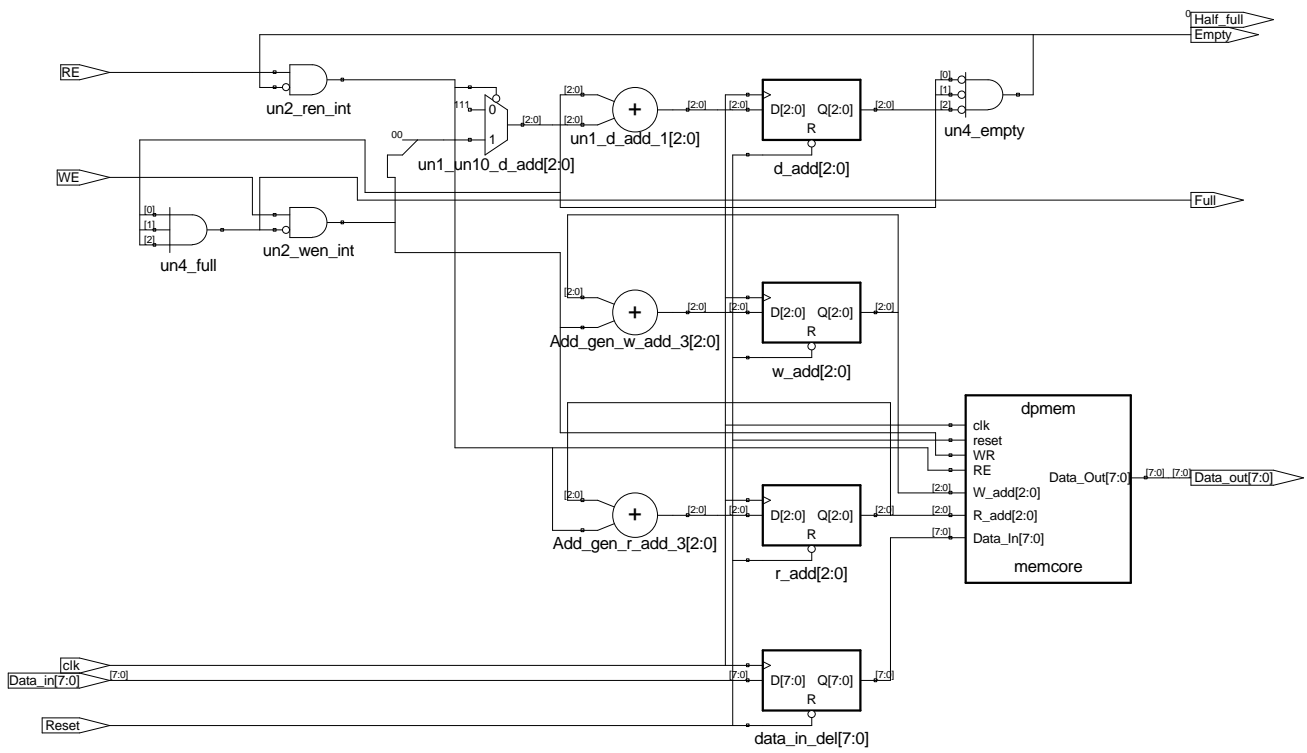 0
Half_full
Empty
RE
un2_ren_int
111
0
1
[2:0]
[2:0]
[2:0]
+
un1_d_add_1[2:0]
[2:0]
[2:0]
D[2:0]
Q[2:0]
R
d_add[2:0]
[2:0]
[0]
[1]
[2]
un4_empty
00
un1_un10_d_add[2:0]
WE
[0]
[1]
[2]
un4_full
un2_wen_int
Full
[2:0]
+
Add_gen_w_add_3[2:0]
[2:0]
[2:0]
D[2:0]
Q[2:0]
R
w_add[2:0]
[2:0]
dpmem
clk
reset
WR
RE
W_add[2:0]
R_add[2:0]
Data_In[7:0]
Data_Out[7:0]
memcore
[2:0]
[2:0]
[7:0]
[7:0]
[7:0]
Data_out[7:0]
[2:0]
+
Add_gen_r_add_3[2:0]
[2:0]
[2:0]
D[2:0]
Q[2:0]
R
r_add[2:0]
[2:0]
clk
Data_in[7:0]
[7:0]
[7:0]
D[7:0]
Q[7:0]
R
data_in_del[7:0]
[7:0]
Reset